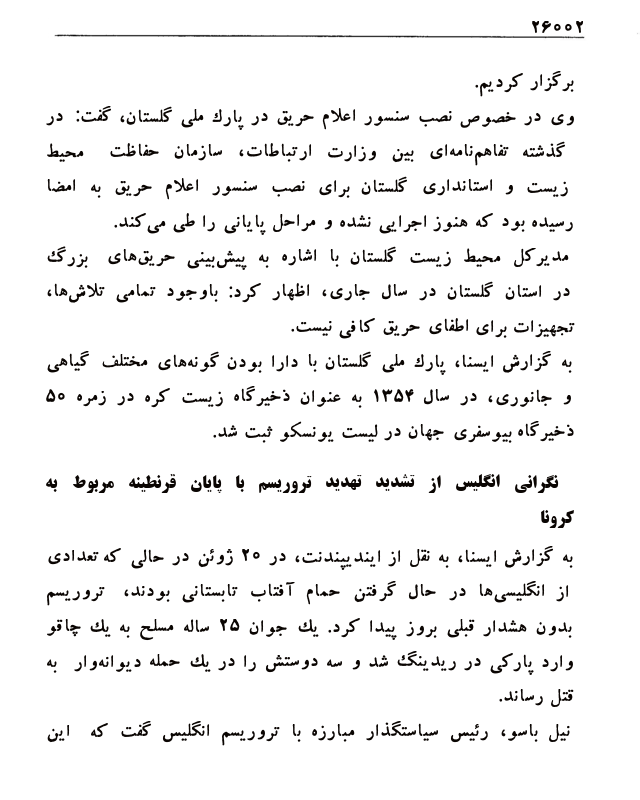 ۲۶۰۰۲
برگزار کردیم.
وی در خصوص نصب سنسور اعلام حریق در پارك ملی گلستان، گفت: در
گذشته تفاهم‌نامه‌ای بین وزارت ارتباطات، سازمان حفاظت محیط
زیست و استانداری گلستان برای نصب سنسور اعلام حریق به امضا
رسیده بود که هنوز اجرایی نشده و مراحل پایانی را طی می‌کند.
مدیرکل محیط زیست گلستان با اشاره به پیش‌بینی حریق‌های بزرگ
در استان گلستان در سال جاری، اظهار کرد: باوجود تمامی تلاش‌ها،
تجهیزات برای اطفای حریق کافی نیست.
به گزارش ایسنا، پارك ملی گلستان با دارا بودن گونه‌های مختلف گیاهی
و جانوری، در سال ۱۳۵۴ به عنوان ذخیرگاه زیست کره در زمره ۵۰
ذخیرگاه بیوسفری جهان در لیست یونسکو ثبت شد.
نگرانی انگلیس از تشدید تهدید تروریسم با پایان قرنطینه مربوط به
کرونا
به گزارش ایسنا، به نقل از ایندیپندنت، در ۲۰ ژوئن در حالی که تعدادی
از انگلیسی‌ها در حال گرفتن حمام آفتاب تابستانی بودند، تروریسم
بدون هشدار قبلی بروز پیدا کرد. یك جوان ۲۵ ساله مسلح به یك چاقو
وارد پارکی در ریدینگ شد و سه دوستش را در یك حمله دیوانه‌وار به
قتل رساند.
نیل باسو، رئیس سیاستگذار مبارزه با تروریسم انگلیس گفت که این